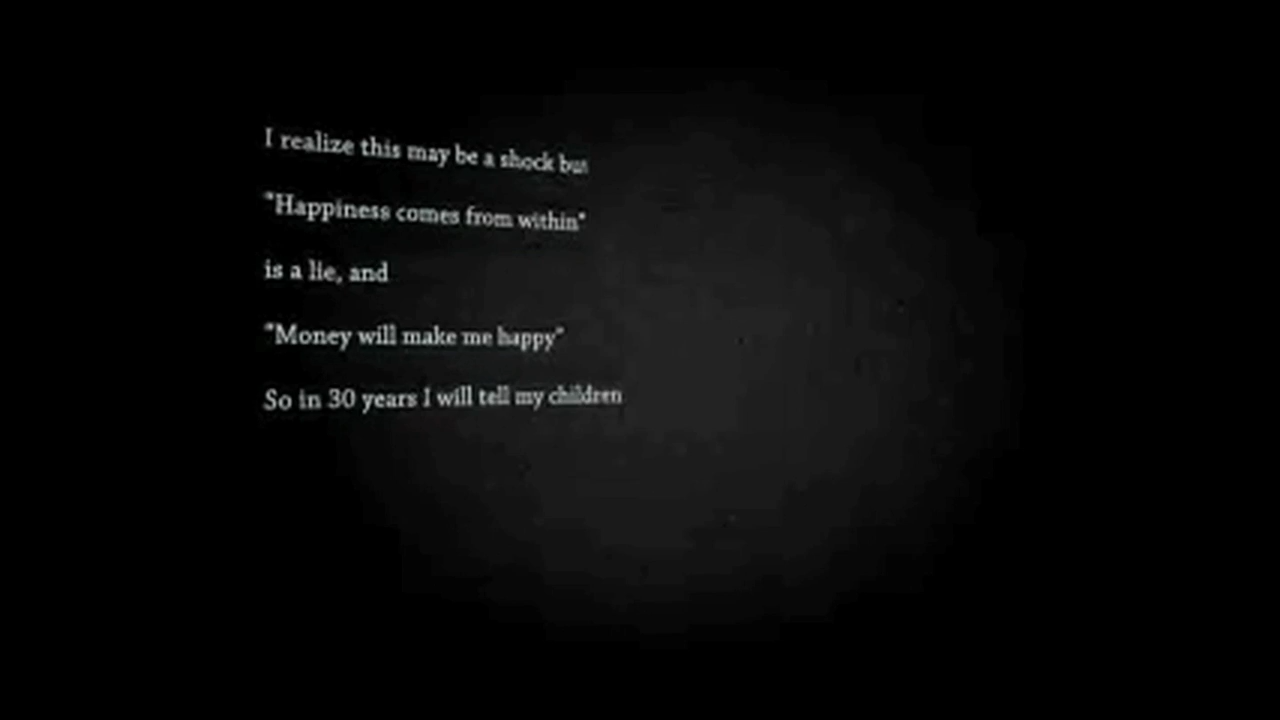 I realize this may be a shock but
"Happiness comes from within"
is a lie, and
"Money will make me happy"
So in 30 years I will tell my children